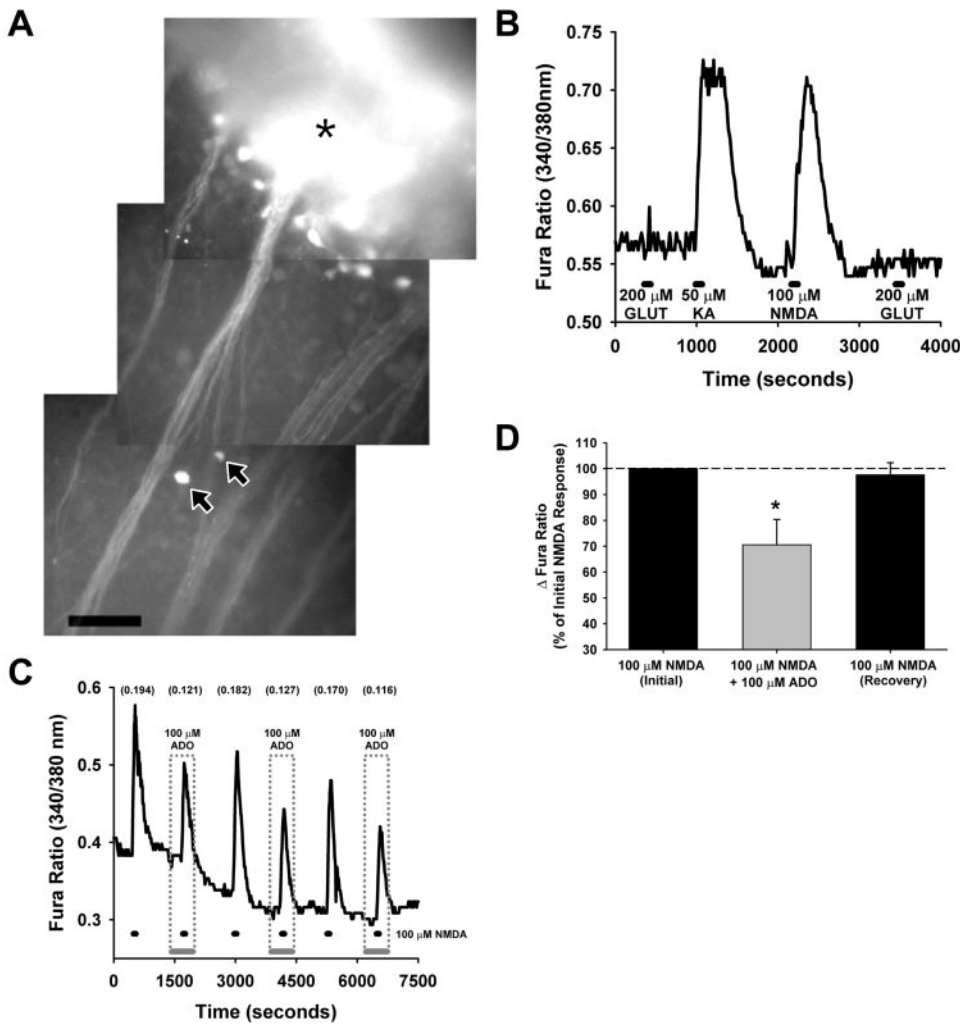 A
*
B
Fura Ratio (340/380nm)
0.75
0.70
0.65
0.60
0.55
0.50
200 μM
GLUT
50 μM
KA
100 μM
NMDA
200 μM
GLUT
0 1000 2000 3000 4000
Time (seconds)
D
Δ Fura Ratio
(% of Initial NMDA Response)
110
100
90
80
70
60
50
40
30
*
100 μM NMDA
(Initial)
100 μM NMDA
+ 100 μM ADO
100 μM NMDA
(Recovery)
C
Fura Ratio (340/380 nm)
0.6
0.5
0.4
0.3
(0.194) (0.121) (0.182) (0.127) (0.170) (0.116)
100 μM
ADO
100 μM
ADO
100 μM
ADO
100 μM NMDA
0 1500 3000 4500 6000 7500
Time (seconds)